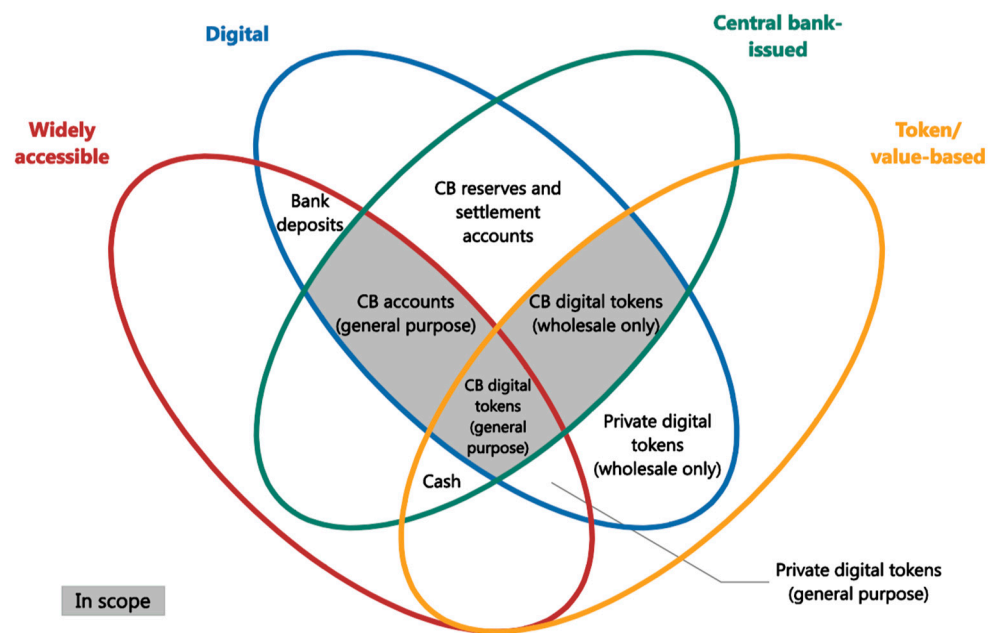 Digital
Central bank-
issued
Widely
accessible
Token/
value-based
Bank
deposits
CB reserves and
settlement
accounts
CB accounts
(general purpose)
CB digital tokens
(wholesale only)
CB digital
tokens
(general
purpose)
Private digital
tokens
(wholesale only)
Cash
Private digital tokens
(general purpose)
In scope